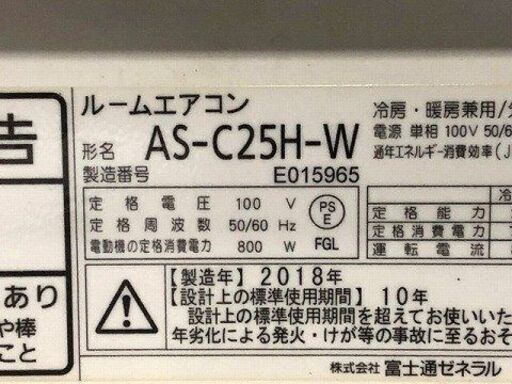 告
あり
や棒
こと
ルームエアコン
形名 AS-C25H-W
製造番号 E015965
冷房・暖房兼用/
電源 単相 100V 50/6
通年エネルギー消費効率(J
定格電圧 100 V
定格周波数 50/60 Hz
電動機の定格消費電力 800 W
PS
E
FGL
冷
定格能力
定格消費電力
運転電流
【製造年】2018年
【設計上の標準使用期間】10年
設計上の標準使用期間を超えてお使いいた
年劣化による発火・けが等の事故に至るおそ
株式会社 富士通ゼネラル